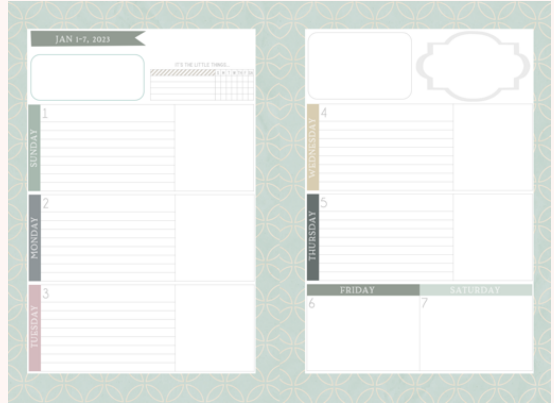 JAN 1-7, 2023
IT'S THE LITTLE THINGS...
S M T W T F S
SUNDAY
1
MONDAY
2
TUESDAY
3
WEDNESDAY
4
THURSDAY
5
FRIDAY
6
SATURDAY
7